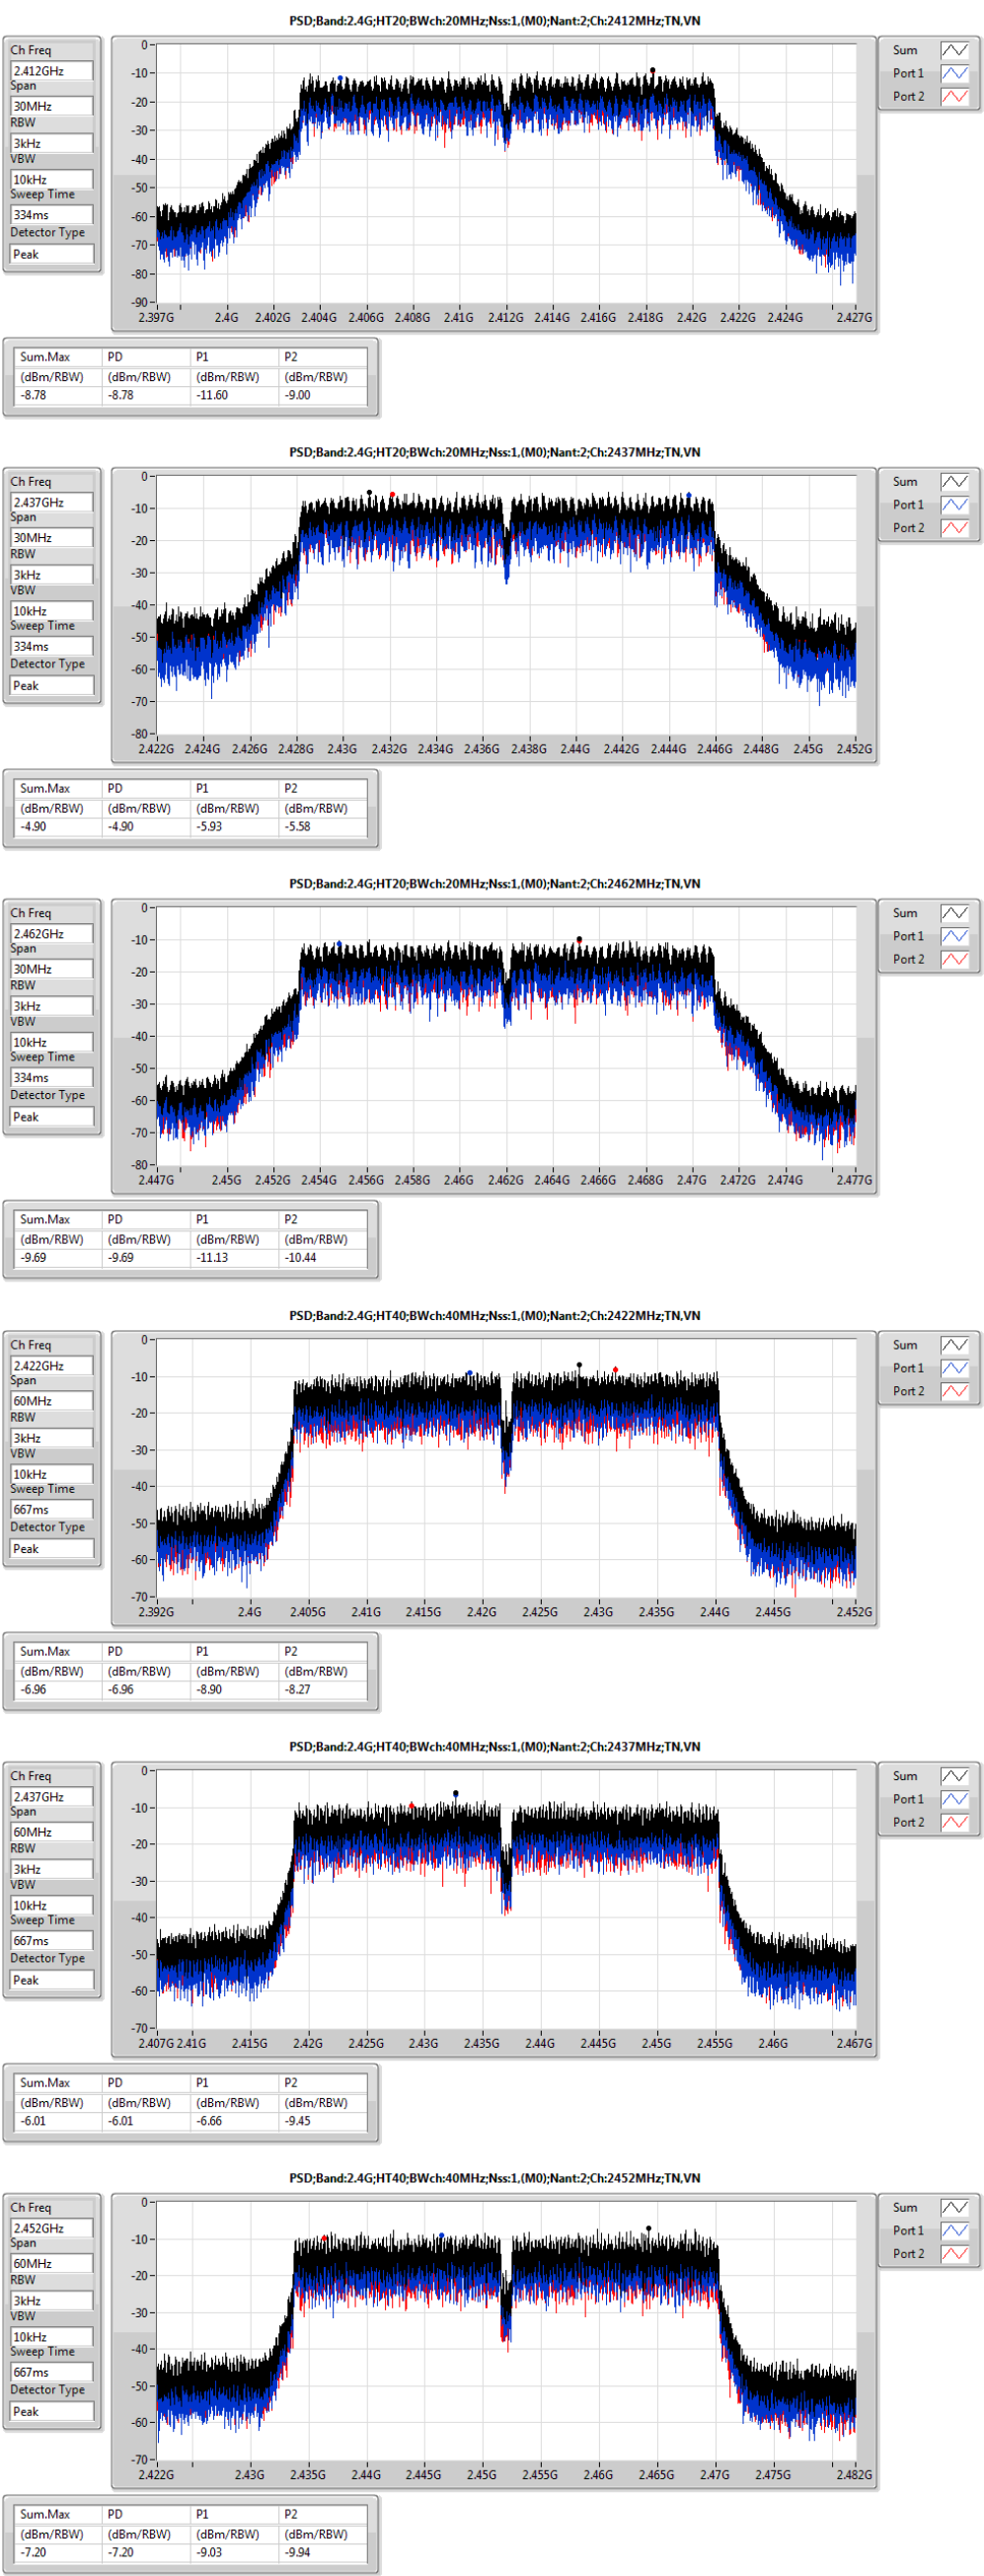 PSD;Band:2.4G;HT20;BWch:20MHz;Nss:1,(M0);Nant:2;Ch:2412MHz;TN,VN
Ch Freq
2.412GHz
Span
30MHz
RBW
3kHz
VBW
10kHz
Sweep Time
334ms
Detector Type
Peak
0
-10
-20
-30
-40
-50
-60
-70
-80
-90
2.397G 2.4G 2.402G 2.404G 2.406G 2.408G 2.41G 2.412G 2.414G 2.416G 2.418G 2.42G 2.422G 2.424G 2.427G
Sum
Port 1
Port 2
Sum.Max PD P1 P2
(dBm/RBW) (dBm/RBW) (dBm/RBW) (dBm/RBW)
-8.78 -8.78 -11.60 -9.00
PSD;Band:2.4G;HT20;BWch:20MHz;Nss:1,(M0);Nant:2;Ch:2437MHz;TN,VN
Ch Freq
2.437GHz
Span
30MHz
RBW
3kHz
VBW
10kHz
Sweep Time
334ms
Detector Type
Peak
0
-10
-20
-30
-40
-50
-60
-70
-80
2.422G 2.424G 2.426G 2.428G 2.43G 2.432G 2.434G 2.436G 2.438G 2.44G 2.442G 2.444G 2.446G 2.448G 2.45G 2.452G
Sum
Port 1
Port 2
Sum.Max PD P1 P2
(dBm/RBW) (dBm/RBW) (dBm/RBW) (dBm/RBW)
-4.90 -4.90 -5.93 -5.58
PSD;Band:2.4G;HT20;BWch:20MHz;Nss:1,(M0);Nant:2;Ch:2462MHz;TN,VN
Ch Freq
2.462GHz
Span
30MHz
RBW
3kHz
VBW
10kHz
Sweep Time
334ms
Detector Type
Peak
0
-10
-20
-30
-40
-50
-60
-70
-80
2.447G 2.45G 2.452G 2.454G 2.456G 2.458G 2.46G 2.462G 2.464G 2.466G 2.468G 2.47G 2.472G 2.474G 2.477G
Sum
Port 1
Port 2
Sum.Max PD P1 P2
(dBm/RBW) (dBm/RBW) (dBm/RBW) (dBm/RBW)
-9.69 -9.69 -11.13 -10.44
PSD;Band:2.4G;HT40;BWch:40MHz;Nss:1,(M0);Nant:2;Ch:2422MHz;TN,VN
Ch Freq
2.422GHz
Span
60MHz
RBW
3kHz
VBW
10kHz
Sweep Time
667ms
Detector Type
Peak
0
-10
-20
-30
-40
-50
-60
-70
2.392G 2.4G 2.405G 2.41G 2.415G 2.42G 2.425G 2.43G 2.435G 2.44G 2.445G 2.452G
Sum
Port 1
Port 2
Sum.Max PD P1 P2
(dBm/RBW) (dBm/RBW) (dBm/RBW) (dBm/RBW)
-6.96 -6.96 -8.90 -8.27
PSD;Band:2.4G;HT40;BWch:40MHz;Nss:1,(M0);Nant:2;Ch:2437MHz;TN,VN
Ch Freq
2.437GHz
Span
60MHz
RBW
3kHz
VBW
10kHz
Sweep Time
667ms
Detector Type
Peak
0
-10
-20
-30
-40
-50
-60
-70
2.407G 2.41G 2.415G 2.42G 2.425G 2.43G 2.435G 2.44G 2.445G 2.45G 2.455G 2.46G 2.467G
Sum
Port 1
Port 2
Sum.Max PD P1 P2
(dBm/RBW) (dBm/RBW) (dBm/RBW) (dBm/RBW)
-6.01 -6.01 -6.66 -9.45
PSD;Band:2.4G;HT40;BWch:40MHz;Nss:1,(M0);Nant:2;Ch:2452MHz;TN,VN
Ch Freq
2.452GHz
Span
60MHz
RBW
3kHz
VBW
10kHz
Sweep Time
667ms
Detector Type
Peak
0
-10
-20
-30
-40
-50
-60
-70
2.422G 2.43G 2.435G 2.44G 2.445G 2.45G 2.455G 2.46G 2.465G 2.47G 2.475G 2.482G
Sum
Port 1
Port 2
Sum.Max PD P1 P2
(dBm/RBW) (dBm/RBW) (dBm/RBW) (dBm/RBW)
-7.20 -7.20 -9.03 -9.94